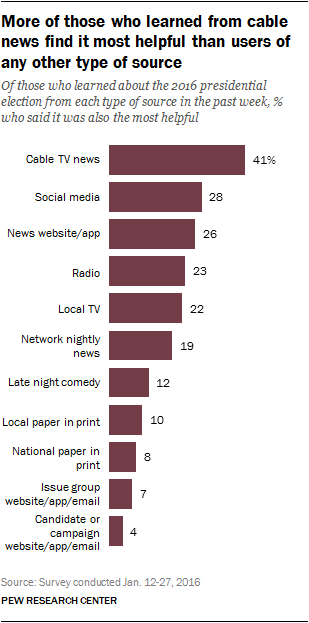 More of those who learned from cable
news find it most helpful than users of
any other type of source
Of those who learned about the 2016 presidential
election from each type of source in the past week, %
who said it was also the most helpful
Cable TV news 41%
Social media 28
News website/app 26
Radio 23
Local TV 22
Network nightly
news 19
Late night comedy 12
Local paper in print 10
National paper in
print 8
Issue group
website/app/email 7
Candidate or
campaign
website/app/email 4
Source: Survey conducted Jan. 12-27, 2016
PEW RESEARCH CENTER